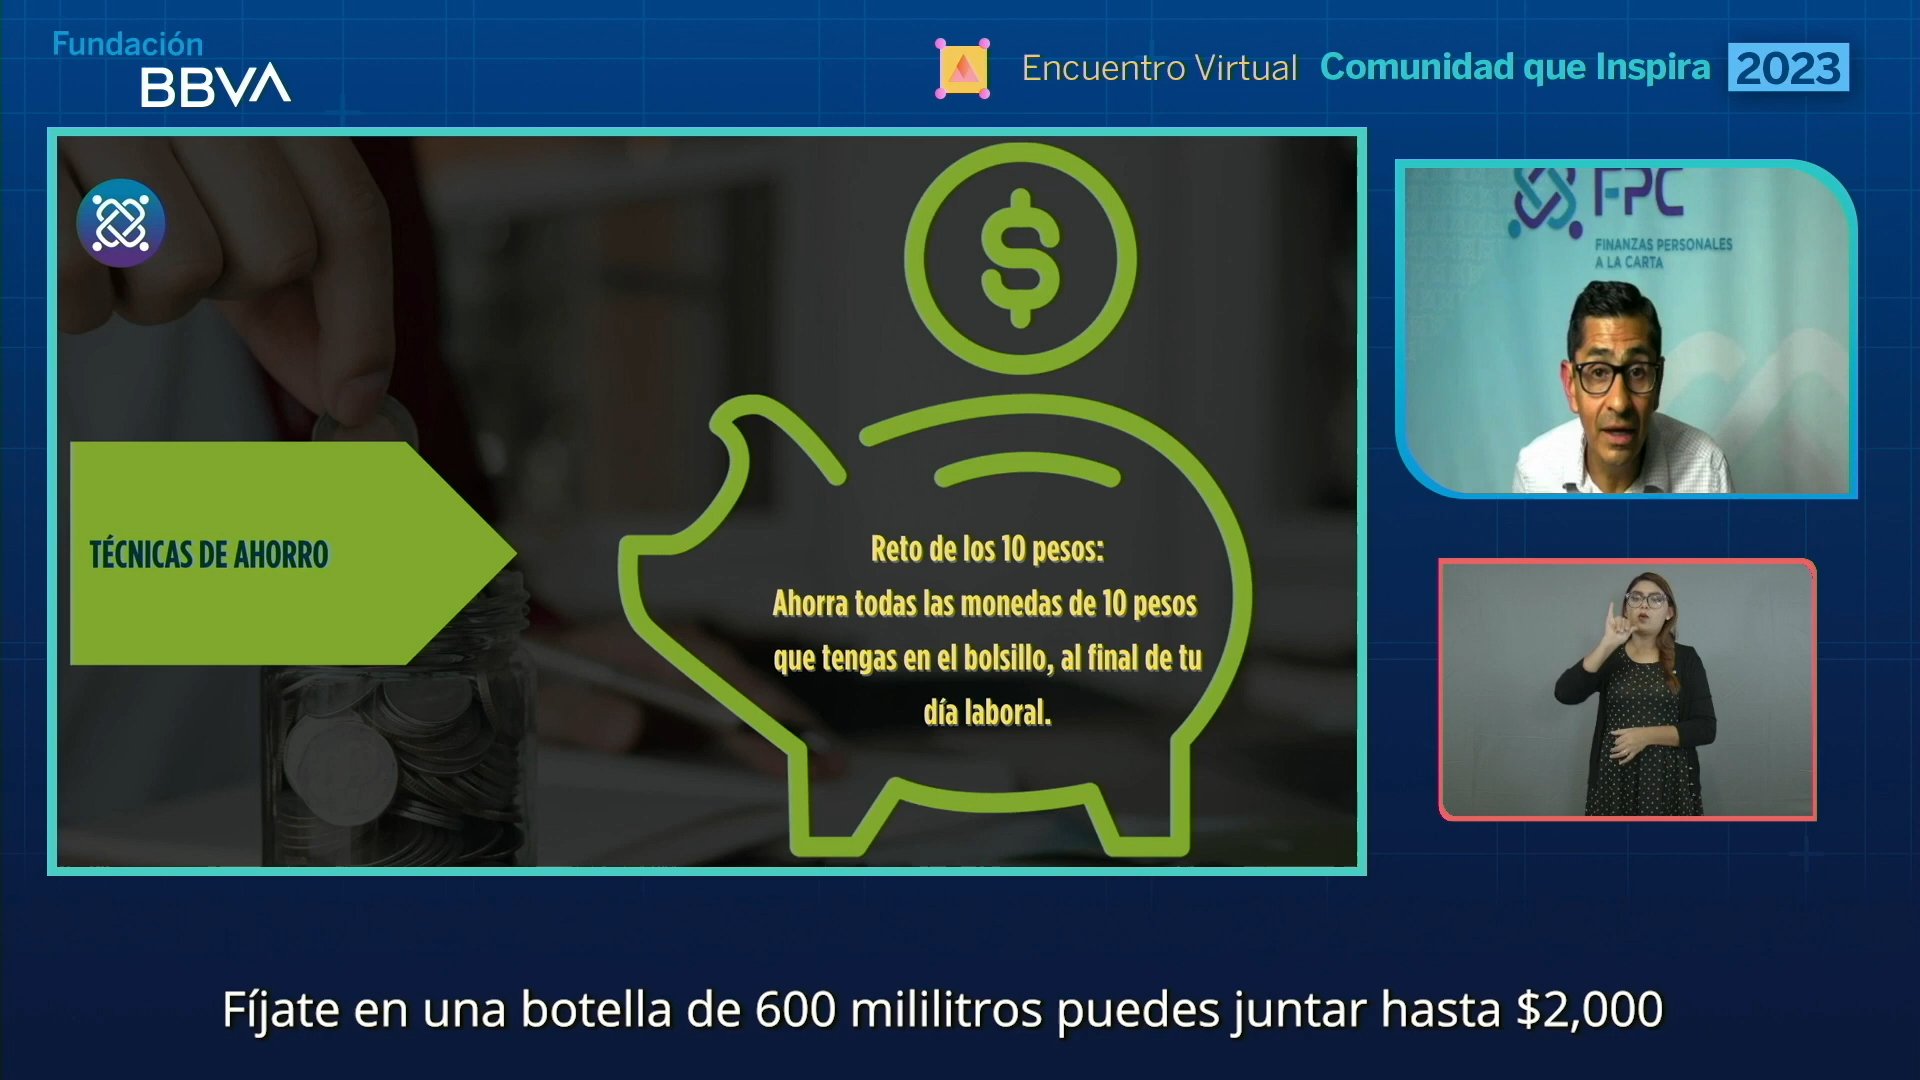 Fundación
BBVA
Encuentro Virtual Comunidad que Inspira 2023
FPC
FINANZAS PERSONALES
A LA CARTA
$
TÉCNICAS DE AHORRO
Reto de los 10 pesos:
Ahorra todas las monedas de 10 pesos
que tengas en el bolsillo, al final de tu
día laboral.
Fíjate en una botella de 600 mililitros puedes juntar hasta $2,000